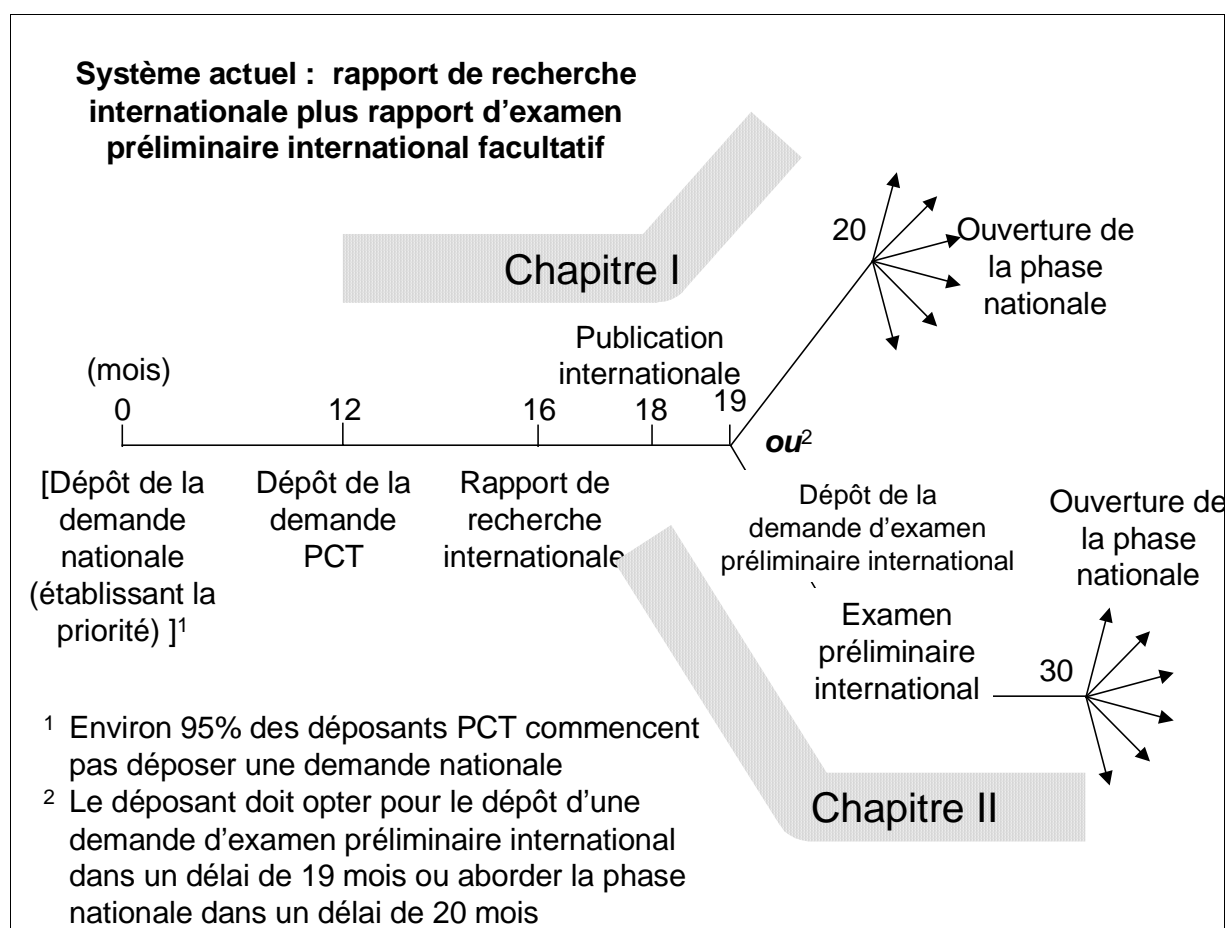 Système actuel : rapport de recherche
internationale plus rapport d’examen
préliminaire international facultatif
Chapitre I
20
Ouverture de
la phase
nationale
Publication
internationale
(mois)
0
12
16
18
19
ou²
[Dépôt de la
demande
nationale
(établissant la
priorité) ]¹
Dépôt de la
demande
PCT
Rapport de
recherche
internationale
Dépôt de la
demande d’examen
préliminaire international
Ouverture de
la phase
nationale
Examen
préliminaire
international
30
Chapitre II
¹ Environ 95% des déposants PCT commencent
pas déposer une demande nationale
² Le déposant doit opter pour le dépôt d’une
demande d’examen préliminaire international
dans un délai de 19 mois ou aborder la phase
nationale dans un délai de 20 mois